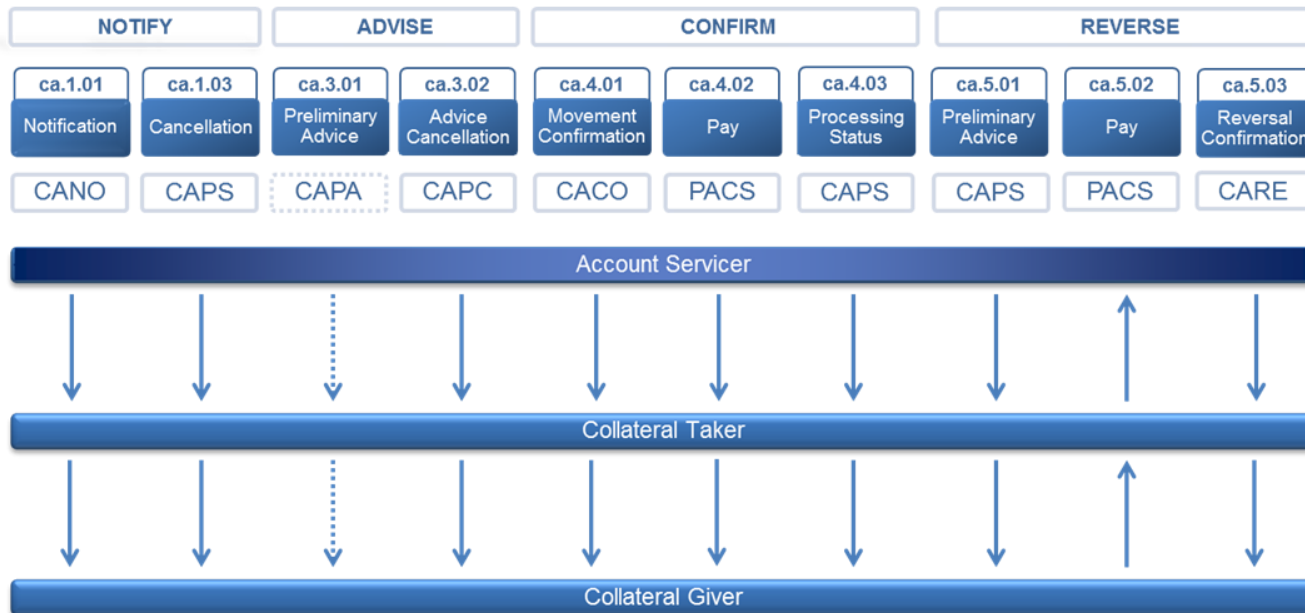 NOTIFY ADVISE CONFIRM REVERSE
ca.1.01 ca.1.03 ca.3.01 ca.3.02 ca.4.01 ca.4.02 ca.4.03 ca.5.01 ca.5.02 ca.5.03
Notification Cancellation Preliminary Advice Advice Cancellation Movement Confirmation Pay Processing Status Preliminary Advice Pay Reversal Confirmation
CANO CAPS CAPA CAPC CACO PACS CAPS CAPS PACS CARE
Account Servicer
Collateral Taker
Collateral Giver